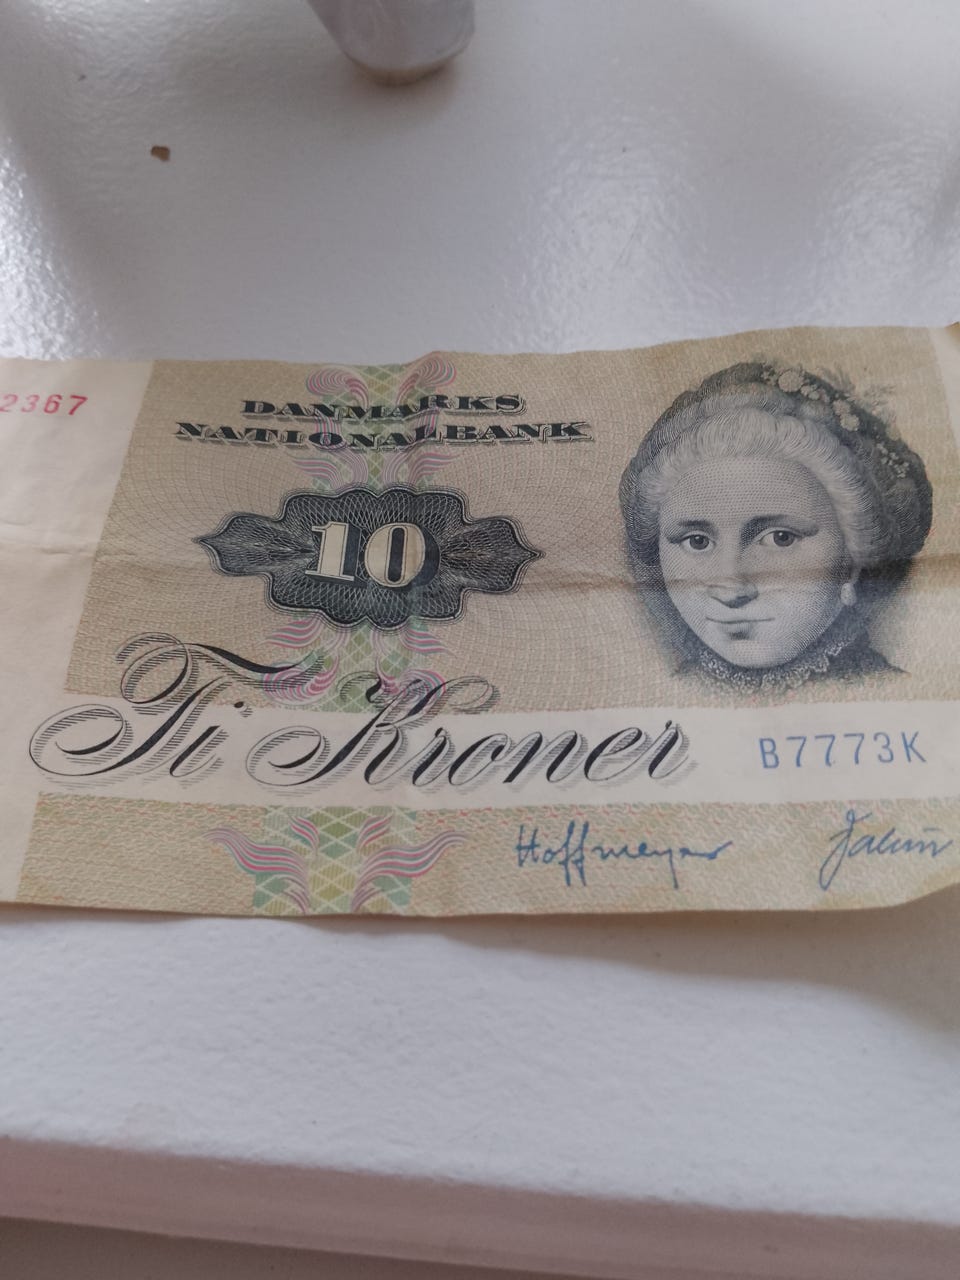 2367
DANMARKS
NATIONALBANK
10
Ti Kroner
B7773K
Hoffmeyer